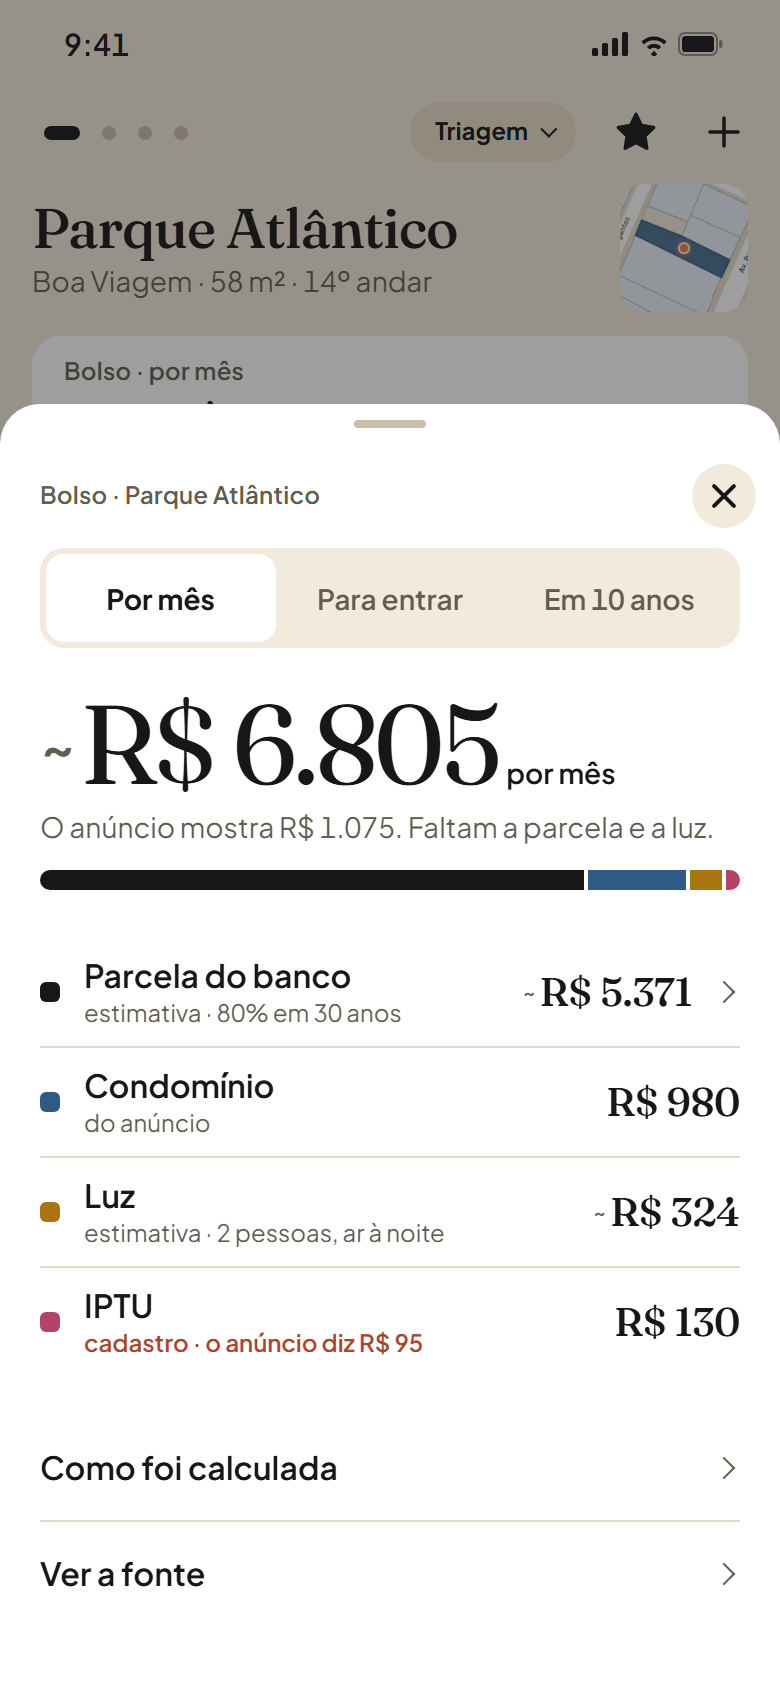 9:41
Triagem
Parque Atlântico
Boa Viagem · 58 m² · 14º andar
Bolso · por mês
Bolso · Parque Atlântico
Por mês
Para entrar
Em 10 anos
~ R$ 6.805 por mês
O anúncio mostra R$ 1.075. Faltam a parcela e a luz.
Parcela do banco
~ R$ 5.371
estimativa · 80% em 30 anos
Condomínio
R$ 980
do anúncio
Luz
~ R$ 324
estimativa · 2 pessoas, ar à noite
IPTU
R$ 130
cadastro · o anúncio diz R$ 95
Como foi calculada
Ver a fonte